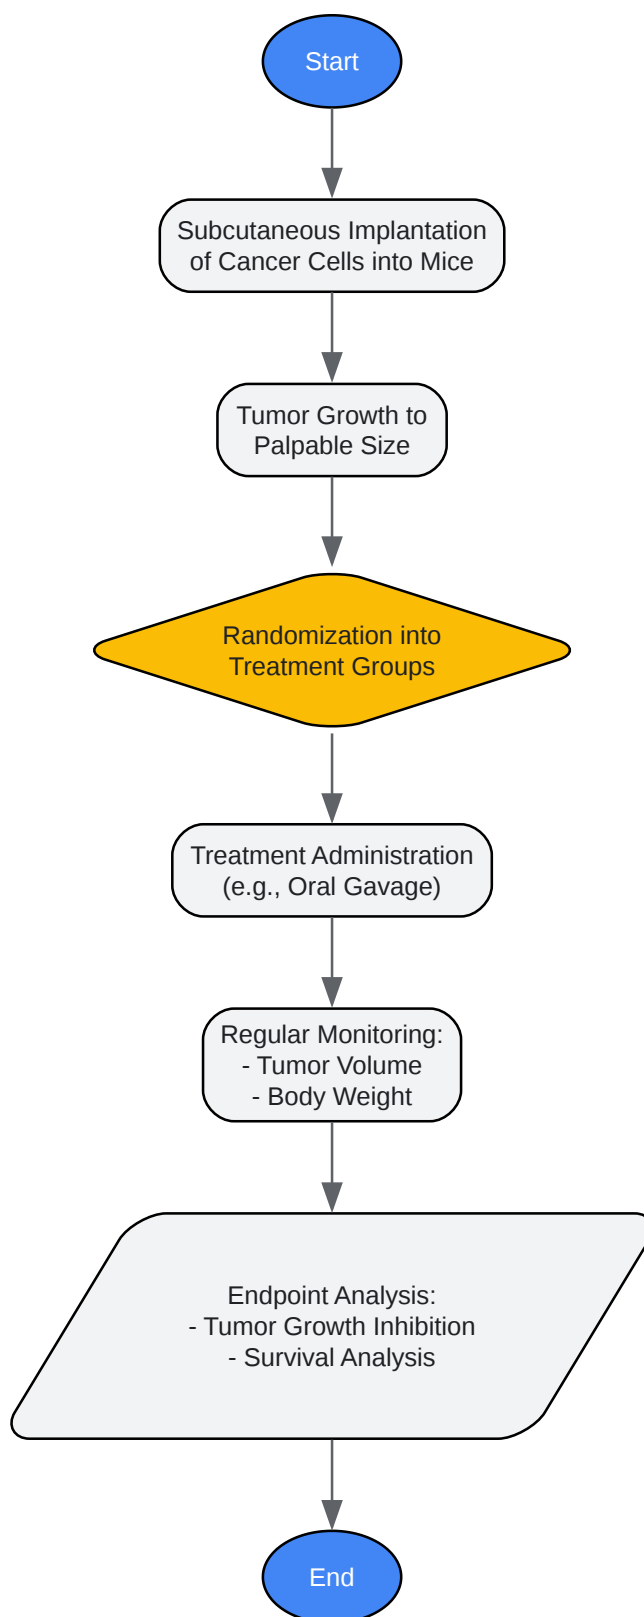 Start
Subcutaneous Implantation
of Cancer Cells into Mice
Tumor Growth to
Palpable Size
Randomization into
Treatment Groups
Treatment Administration
(e.g., Oral Gavage)
Regular Monitoring:
- Tumor Volume
- Body Weight
Endpoint Analysis:
- Tumor Growth Inhibition
- Survival Analysis
End